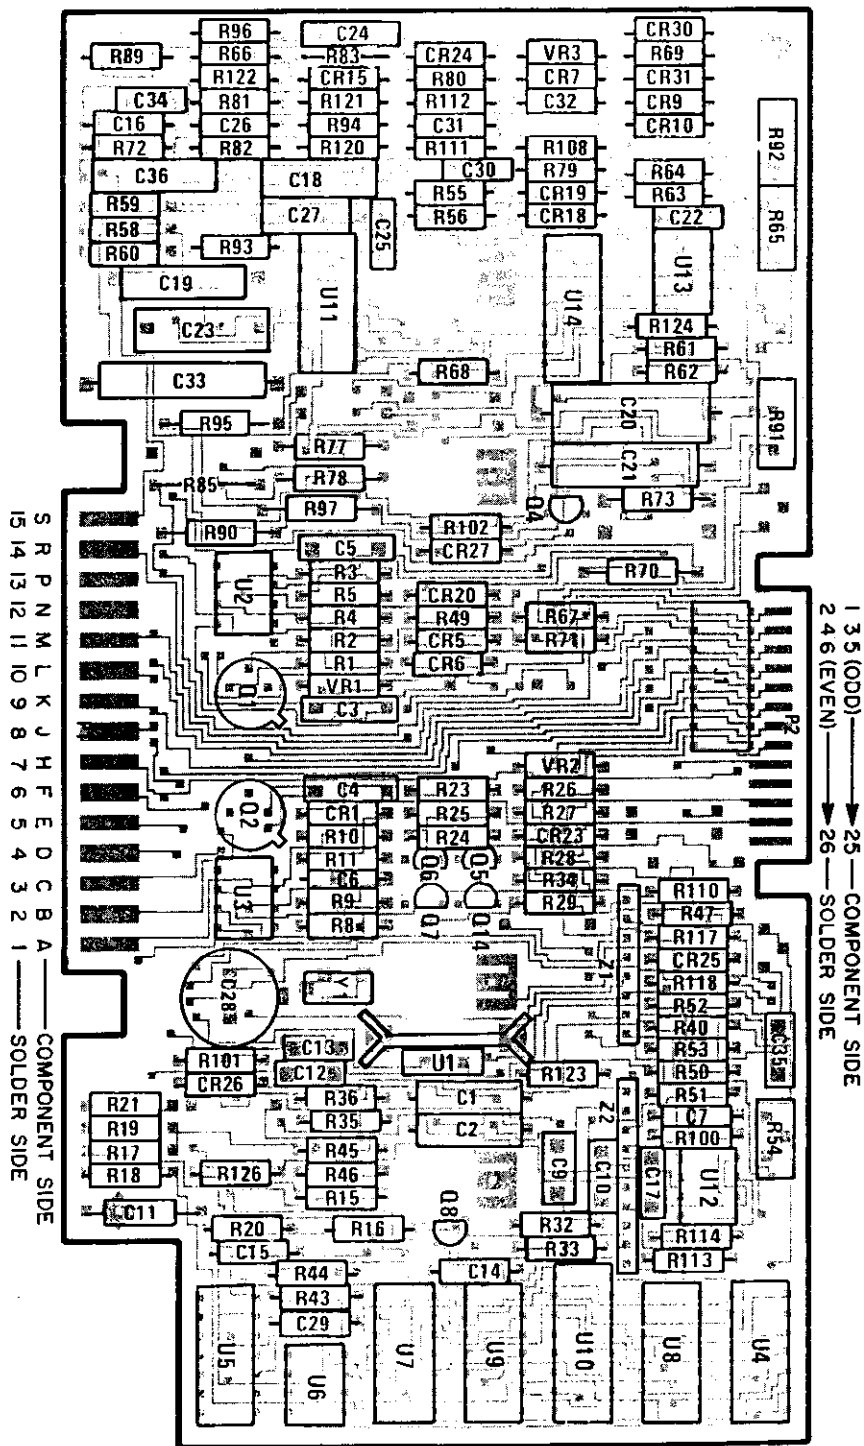 R96
C24
CR30
R89
R66
R83
CR24
VR3
R69
R122
CR15
R80
CR7
CR31
C34
R81
R121
R112
C32
CR9
C16
C26
R94
C31
CR10
R72
R82
R120
R111
R108
R92
C36
C18
C30
R79
R64
R59
C27
R55
CR19
R63
R58
C25
R56
CR18
C22
R65
R60
R93
C19
U11
U14
U13
C23
R124
R61
C33
R68
R62
R95
C20
R91
R77
C21
R85
R78
R73
R97
Q4
R90
R102
C5
CR27
R3
R70
U2
R5
CR20
R4
R49
R67
R2
CR5
R71
R1
CR6
J1
Q1
VR1
C3
P2
VR2
C4
R23
R26
Q2
CR1
R25
R27
R10
R24
CR23
R11
Q6
Q5
R28
U3
C6
R34
R110
R9
Q7
Q14
R29
R47
R8
R117
Z1
CR25
C28
Y1
R118
R52
R40
C13
C35
R101
U1
R53
CR26
C12
R123
R50
R21
R36
C1
Z2
R51
R19
R35
C2
C7
R17
R45
R100
R54
R18
R126
R46
C9
C10
C17
U12
R15
C11
R20
R16
Q8
R32
R114
C15
R33
R113
R44
C14
R43
C29
U5
U6
U7
U9
U10
U8
U4
1 3 5 (ODD) 25 COMPONENT SIDE
2 4 6 (EVEN) 26 SOLDER SIDE
S R P N M L K J H F E D C B A COMPONENT SIDE
15 14 13 12 11 10 9 8 7 6 5 4 3 2 1 SOLDER SIDE